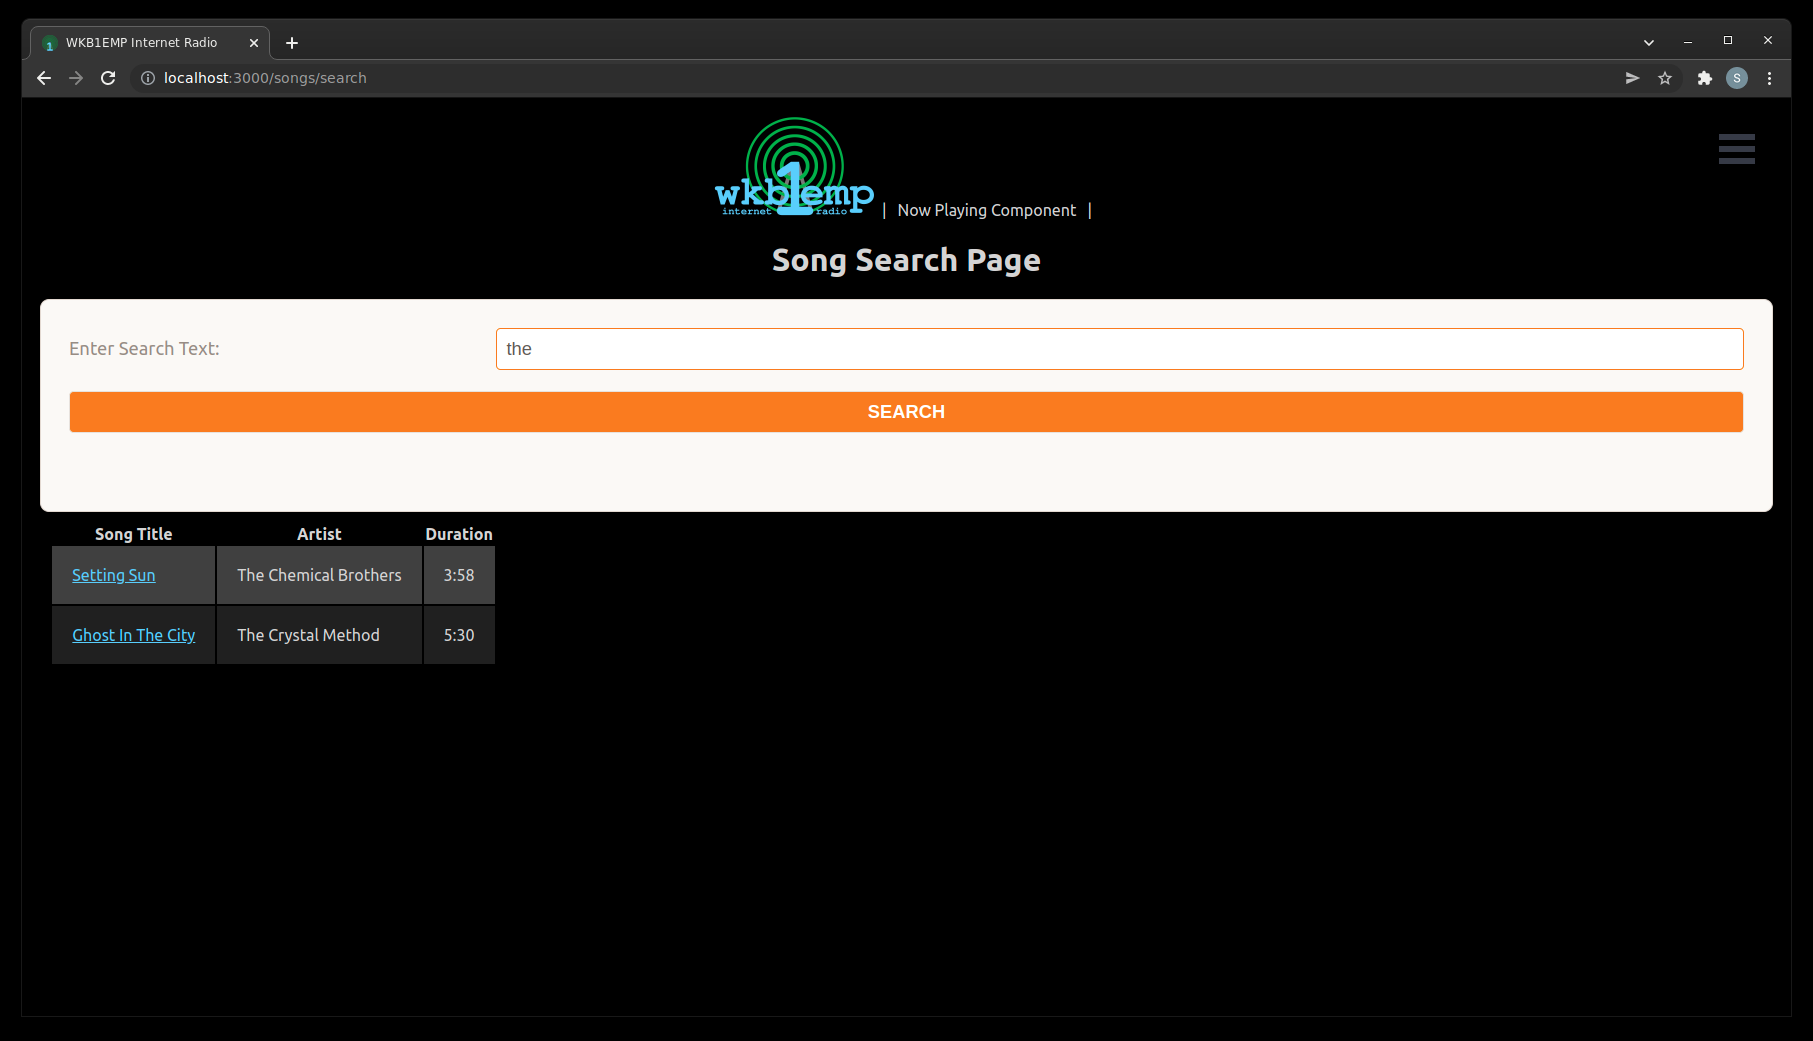 WKB1EMP Internet Radio
localhost:3000/songs/search
S
wkb1emp
internet radio
| Now Playing Component |
Song Search Page
Enter Search Text: the
SEARCH
Song Title Artist Duration
Setting Sun The Chemical Brothers 3:58
Ghost In The City The Crystal Method 5:30